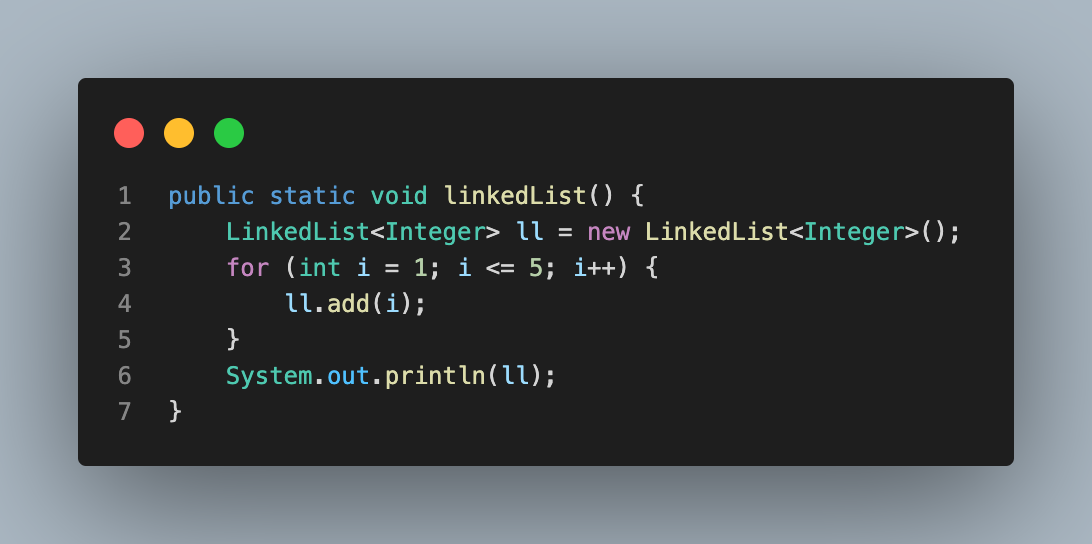 1 public static void linkedList() {
2     LinkedList<Integer> ll = new LinkedList<Integer>();
3     for (int i = 1; i <= 5; i++) {
4         ll.add(i);
5     }
6     System.out.println(ll);
7 }